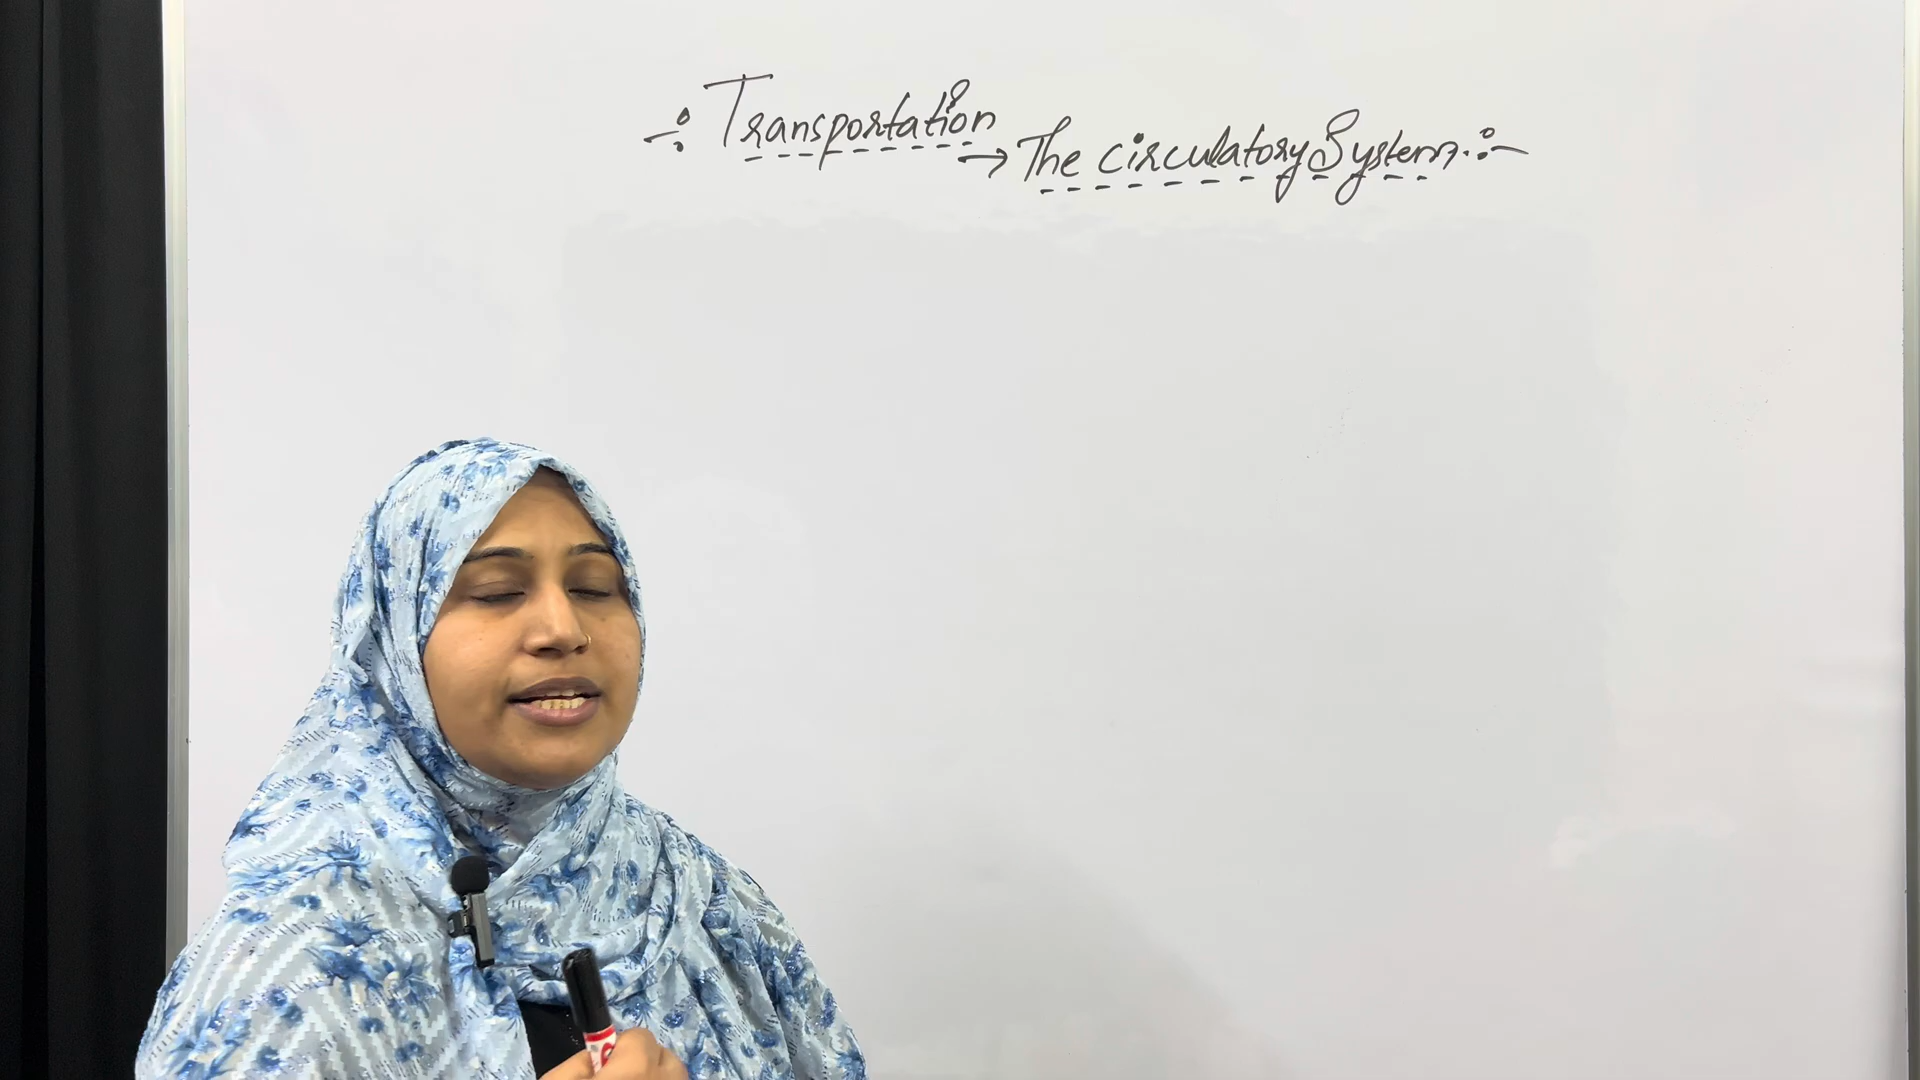 Transportation
→ The circulatory System.